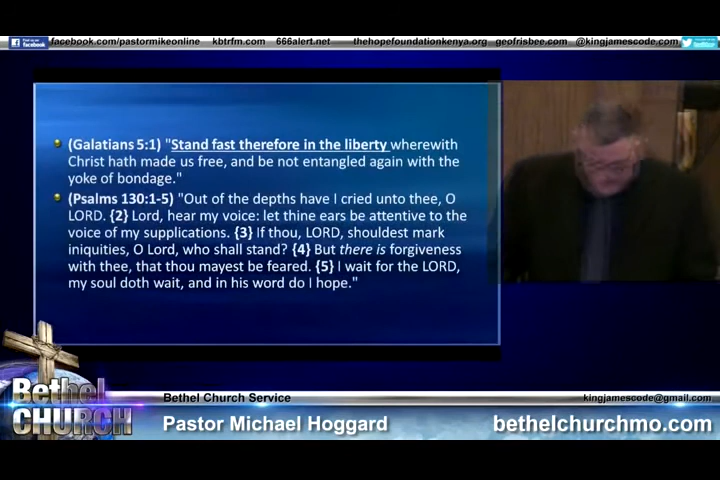 Find us on facebook
facebook.com/pastormikeonline kbtrfm.com 666alert.net thehopefoundationkenya.org geofrisbee.com @kingjamescode.com
(Galatians 5:1) "Stand fast therefore in the liberty wherewith
Christ hath made us free, and be not entangled again with the
yoke of bondage."
(Psalms 130:1-5) "Out of the depths have I cried unto thee, O
LORD. {2} Lord, hear my voice: let thine ears be attentive to the
voice of my supplications. {3} If thou, LORD, shouldest mark
iniquities, O Lord, who shall stand? {4} But there is forgiveness
with thee, that thou mayest be feared. {5} I wait for the LORD,
my soul doth wait, and in his word do I hope."
Bethel
CHURCH
Bethel Church Service
kingjamescode@gmail.com
Pastor Michael Hoggard
bethelchurchmo.com